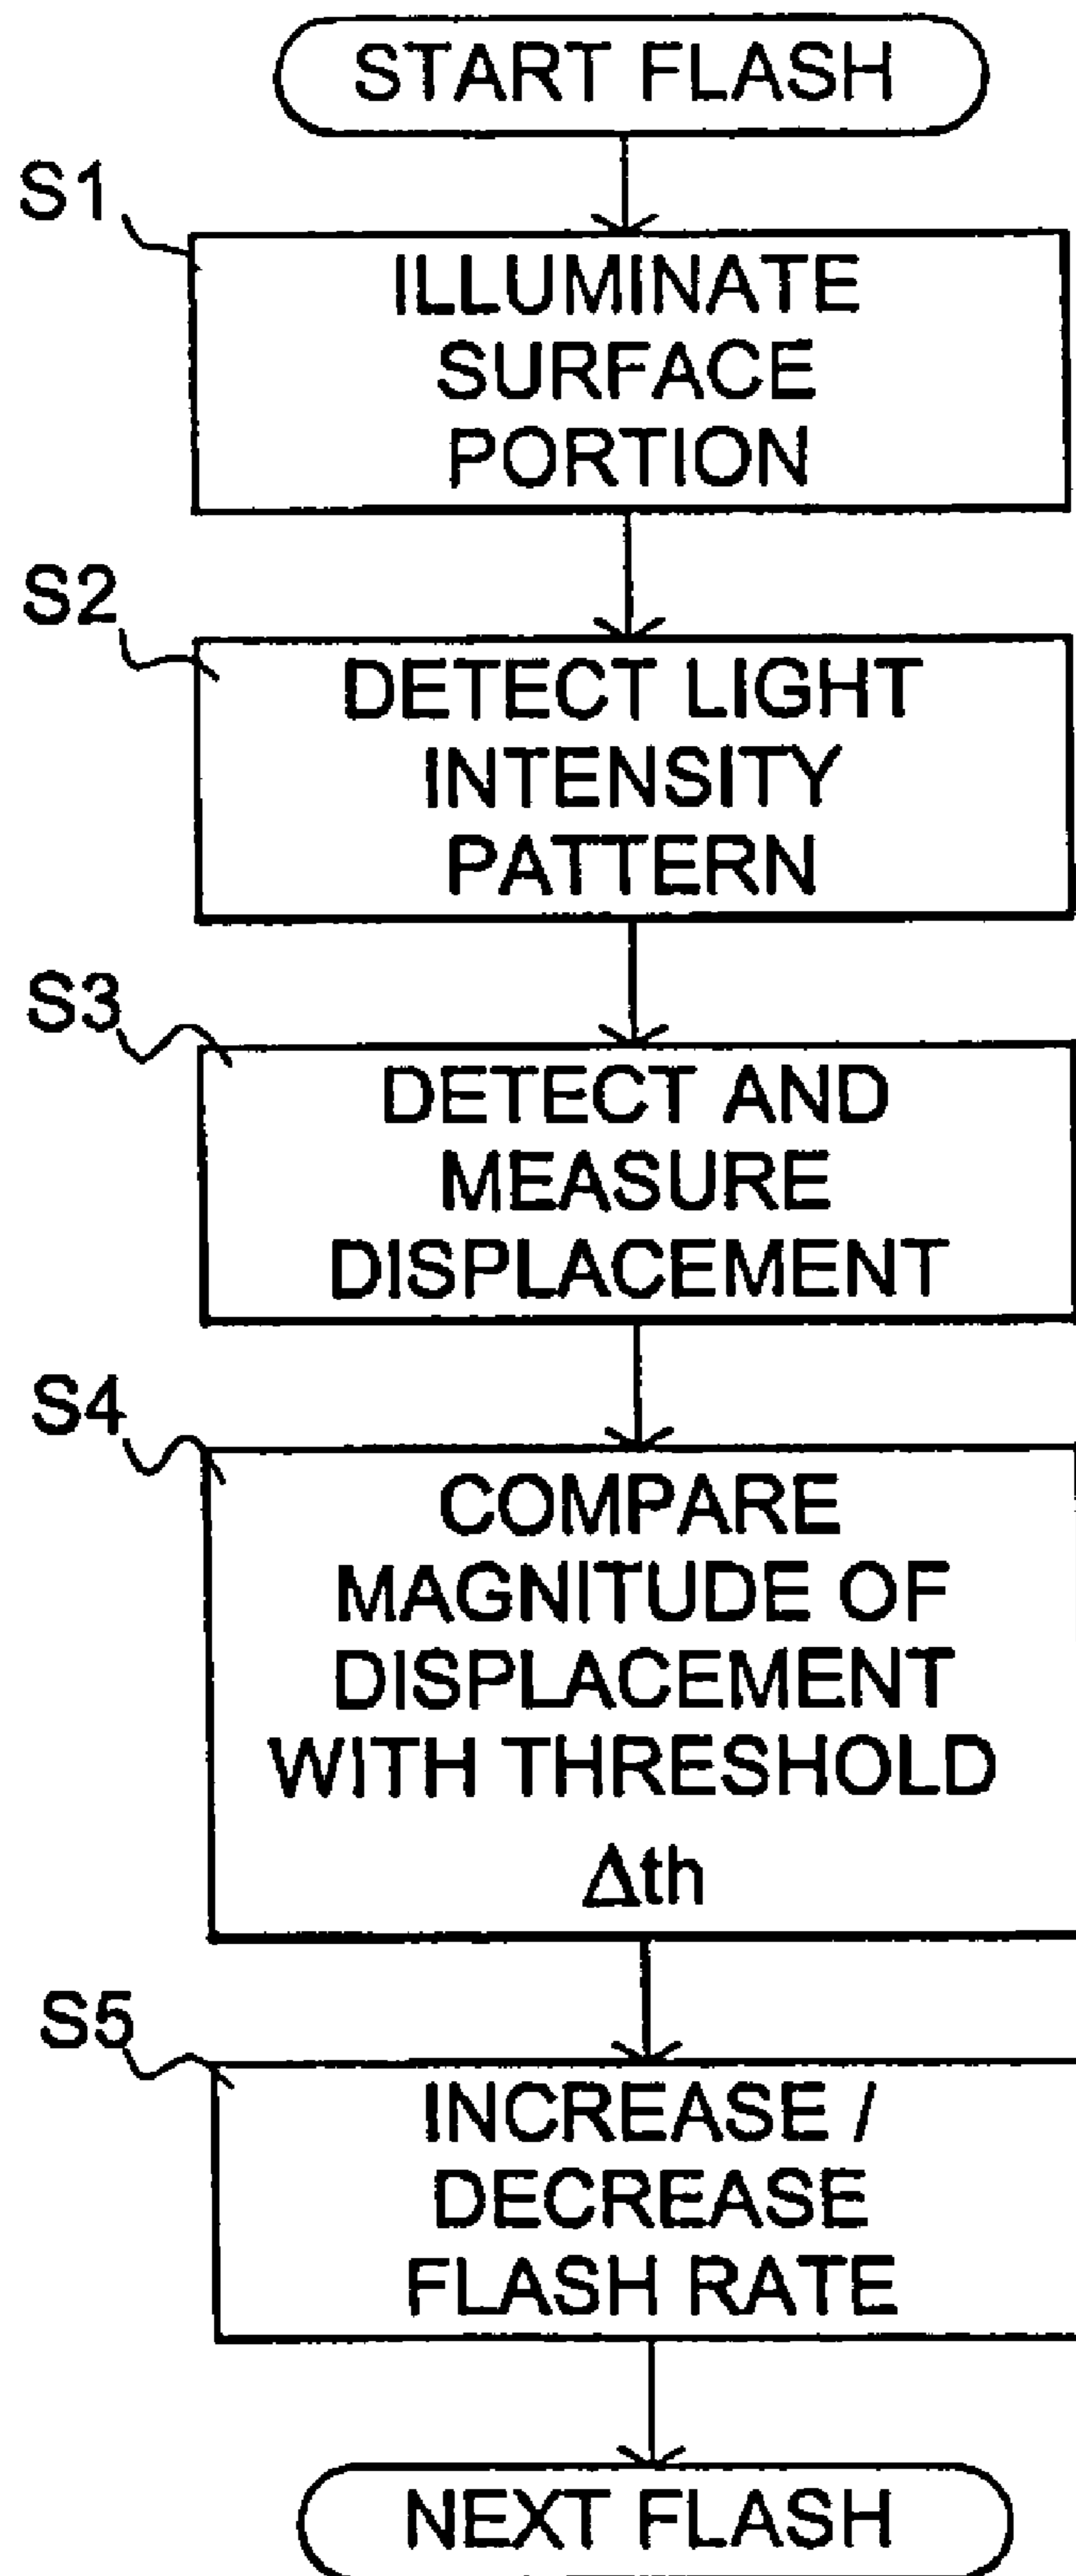 START FLASH
S1
ILLUMINATE
SURFACE
PORTION
S2
DETECT LIGHT
INTENSITY
PATTERN
S3
DETECT AND
MEASURE
DISPLACEMENT
S4
COMPARE
MAGNITUDE OF
DISPLACEMENT
WITH THRESHOLD
Δth
S5
INCREASE /
DECREASE
FLASH RATE
NEXT FLASH